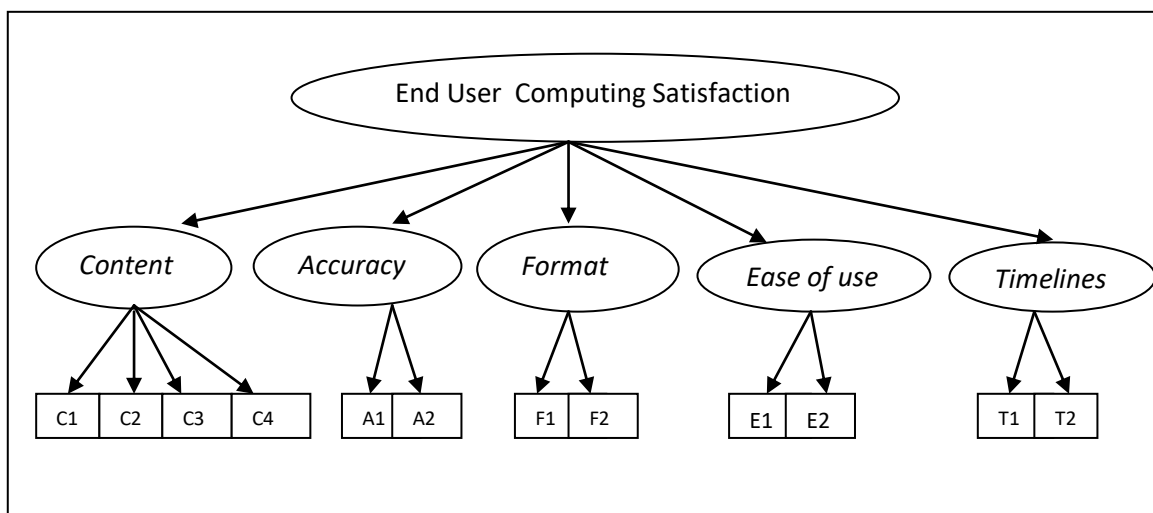 End User Computing Satisfaction
Content Accuracy Format Ease of use Timelines
C1 C2 C3 C4 A1 A2 F1 F2 E1 E2 T1 T2